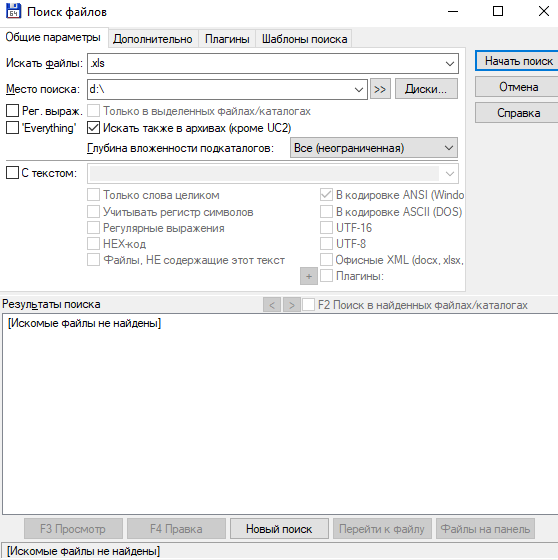 64
Поиск файлов
Общие параметры
Дополнительно
Плагины
Шаблоны поиска
Искать файлы:
.xls
Начать поиск
Место поиска:
d:\
>>
Диски...
Отмена
Рег. выраж.
Только в выделенных файлах/каталогах
Справка
'Everything'
Искать также в архивах (кроме UC2)
Глубина вложенности подкаталогов:
Все (неограниченная)
С текстом:
Только слова целиком
В кодировке ANSI (Windo
Учитывать регистр символов
В кодировке ASCII (DOS)
Регулярные выражения
UTF-16
HEX-код
UTF-8
Файлы, НЕ содержащие этот текст
Офисные XML (docx, xlsx,
+
Плагины:
Результаты поиска
<
>
F2 Поиск в найденных файлах/каталогах
[Искомые файлы не найдены]
F3 Просмотр
F4 Правка
Новый поиск
Перейти к файлу
Файлы на панель
[Искомые файлы не найдены]